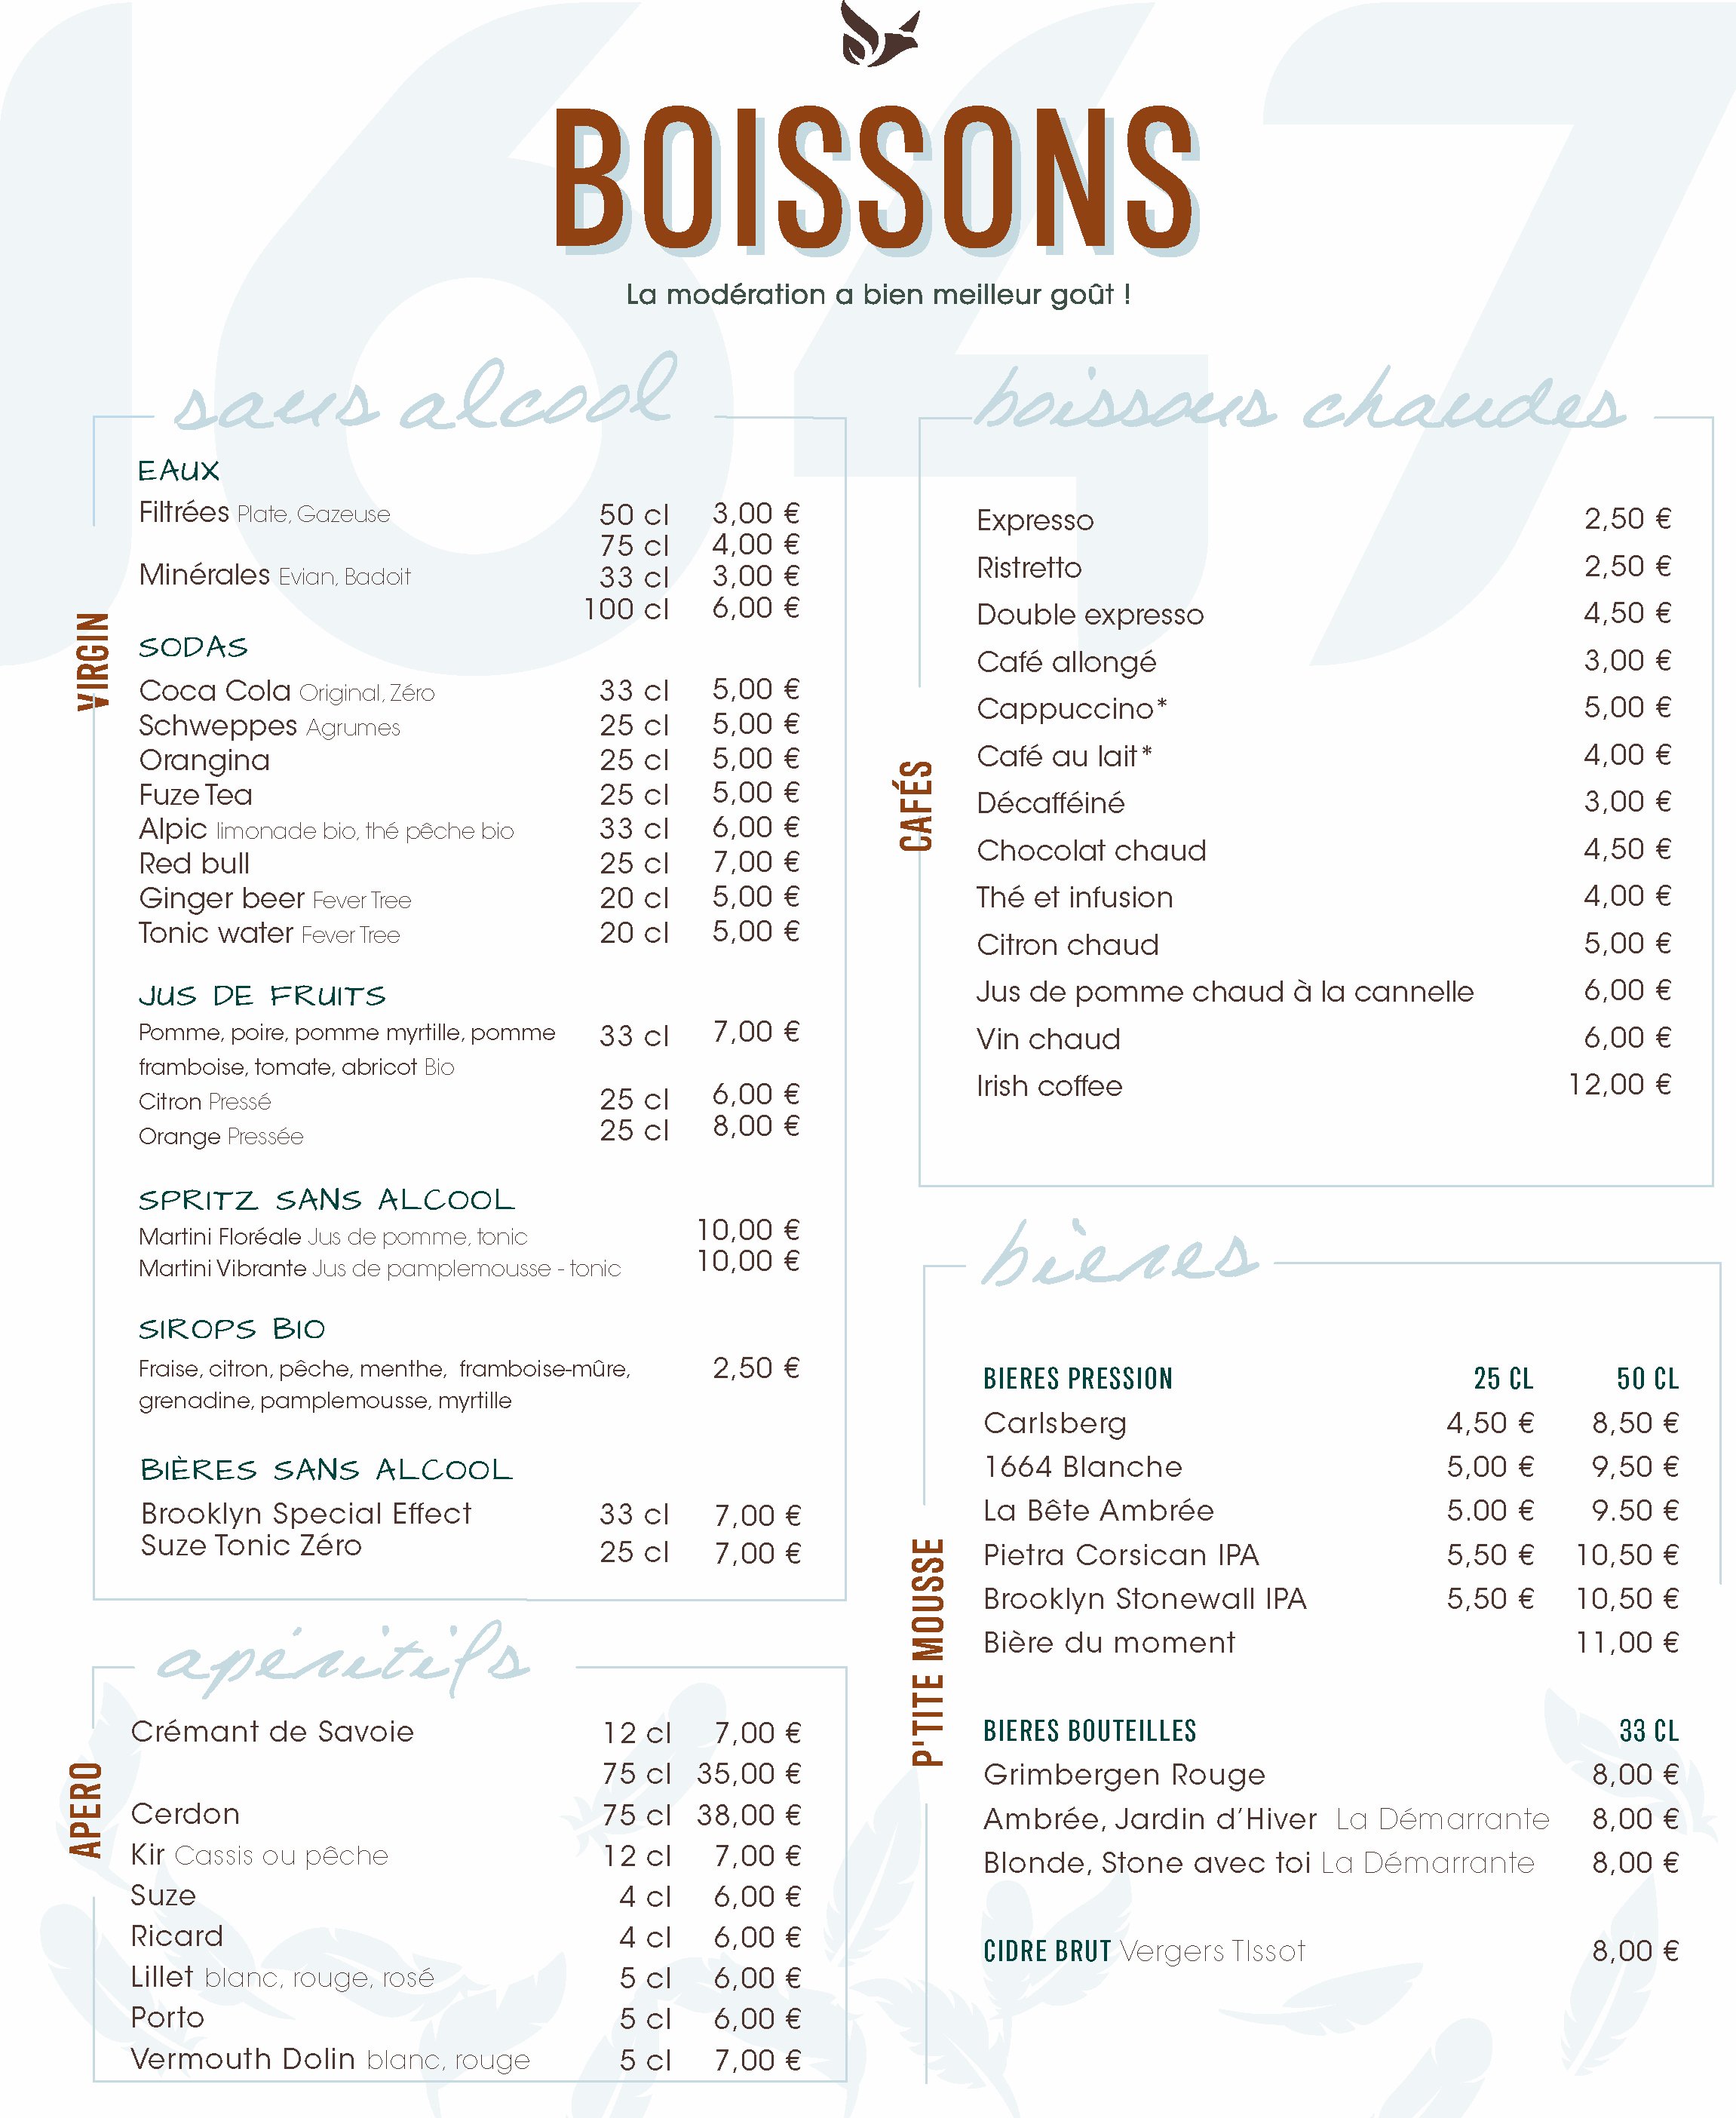 1647
BOISSONS
La modération a bien meilleur goût !
sans alcool
VIRGIN
EAUX
Filtrées Plate, Gazeuse 50 cl 3,00 €
75 cl 4,00 €
Minérales Evian, Badoit 33 cl 3,00 €
100 cl 6,00 €
SODAS
Coca Cola Original, Zéro 33 cl 5,00 €
Schweppes Agrumes 25 cl 5,00 €
Orangina 25 cl 5,00 €
Fuze Tea 25 cl 5,00 €
Alpic limonade bio, thé pêche bio 33 cl 6,00 €
Red bull 25 cl 7,00 €
Ginger beer Fever Tree 20 cl 5,00 €
Tonic water Fever Tree 20 cl 5,00 €
JUS DE FRUITS
Pomme, poire, pomme myrtille, pomme 33 cl 7,00 €
framboise, tomate, abricot Bio
Citron Pressé 25 cl 6,00 €
Orange Pressée 25 cl 8,00 €
SPRITZ SANS ALCOOL
Martini Floréale Jus de pomme, tonic 10,00 €
Martini Vibrante Jus de pamplemousse - tonic 10,00 €
SIROPS BIO
Fraise, citron, pêche, menthe, framboise-mûre, 2,50 €
grenadine, pamplemousse, myrtille
BIÈRES SANS ALCOOL
Brooklyn Special Effect 33 cl 7,00 €
Suze Tonic Zéro 25 cl 7,00 €
apéritifs
APERO
Crémant de Savoie 12 cl 7,00 €
75 cl 35,00 €
Cerdon 75 cl 38,00 €
Kir Cassis ou pêche 12 cl 7,00 €
Suze 4 cl 6,00 €
Ricard 4 cl 6,00 €
Lillet blanc, rouge, rosé 5 cl 6,00 €
Porto 5 cl 6,00 €
Vermouth Dolin blanc, rouge 5 cl 7,00 €
boissons chaudes
CAFÉS
Expresso 2,50 €
Ristretto 2,50 €
Double expresso 4,50 €
Café allongé 3,00 €
Cappuccino* 5,00 €
Café au lait* 4,00 €
Décafféiné 3,00 €
Chocolat chaud 4,50 €
Thé et infusion 4,00 €
Citron chaud 5,00 €
Jus de pomme chaud à la cannelle 6,00 €
Vin chaud 6,00 €
Irish coffee 12,00 €
bières
P'TITE MOUSSE
BIERES PRESSION 25 CL 50 CL
Carlsberg 4,50 € 8,50 €
1664 Blanche 5,00 € 9,50 €
La Bête Ambrée 5.00 € 9.50 €
Pietra Corsican IPA 5,50 € 10,50 €
Brooklyn Stonewall IPA 5,50 € 10,50 €
Bière du moment 11,00 €
BIERES BOUTEILLES 33 CL
Grimbergen Rouge 8,00 €
Ambrée, Jardin d’Hiver La Démarrante 8,00 €
Blonde, Stone avec toi La Démarrante 8,00 €
CIDRE BRUT Vergers TIssot 8,00 €